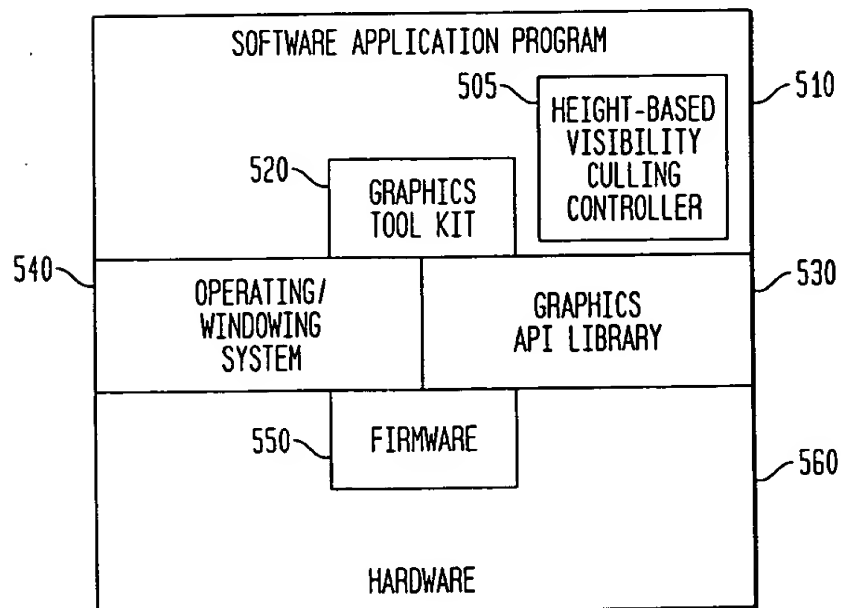 SOFTWARE APPLICATION PROGRAM
505
510
HEIGHT-BASED
VISIBILITY
CULLING
CONTROLLER
520
GRAPHICS
TOOL KIT
540
530
OPERATING/
WINDOWING
SYSTEM
GRAPHICS
API LIBRARY
550
FIRMWARE
560
HARDWARE